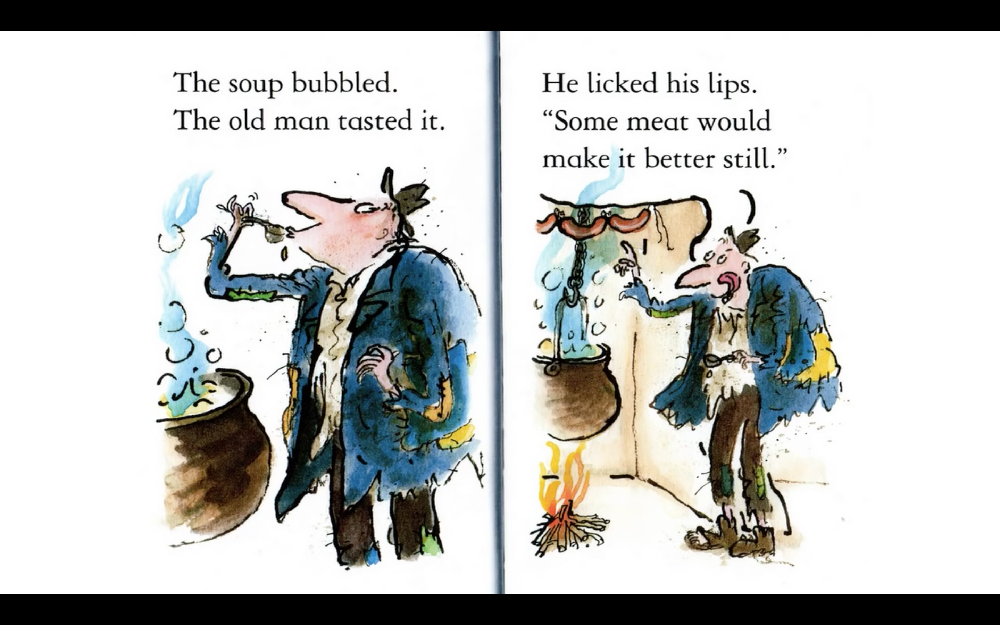 The soup bubbled.
The old man tasted it.
He licked his lips.
“Some meat would
make it better still.”